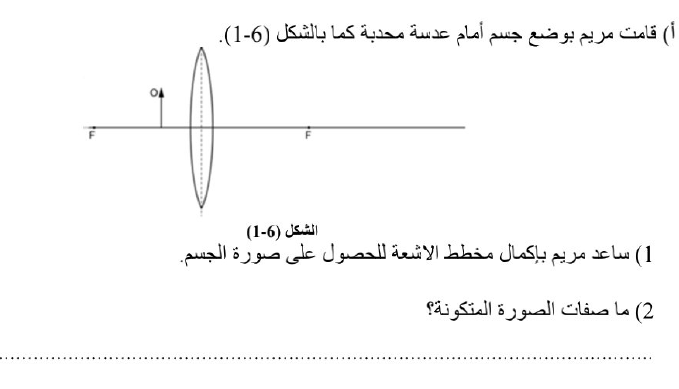 أ) قامت مريم بوضع جسم أمام عدسة محدبة كما بالشكل (6-1).
O
F F
الشكل (6-1)
1) ساعد مريم بإكمال مخطط الاشعة للحصول على صورة الجسم.
2) ما صفات الصورة المتكونة؟